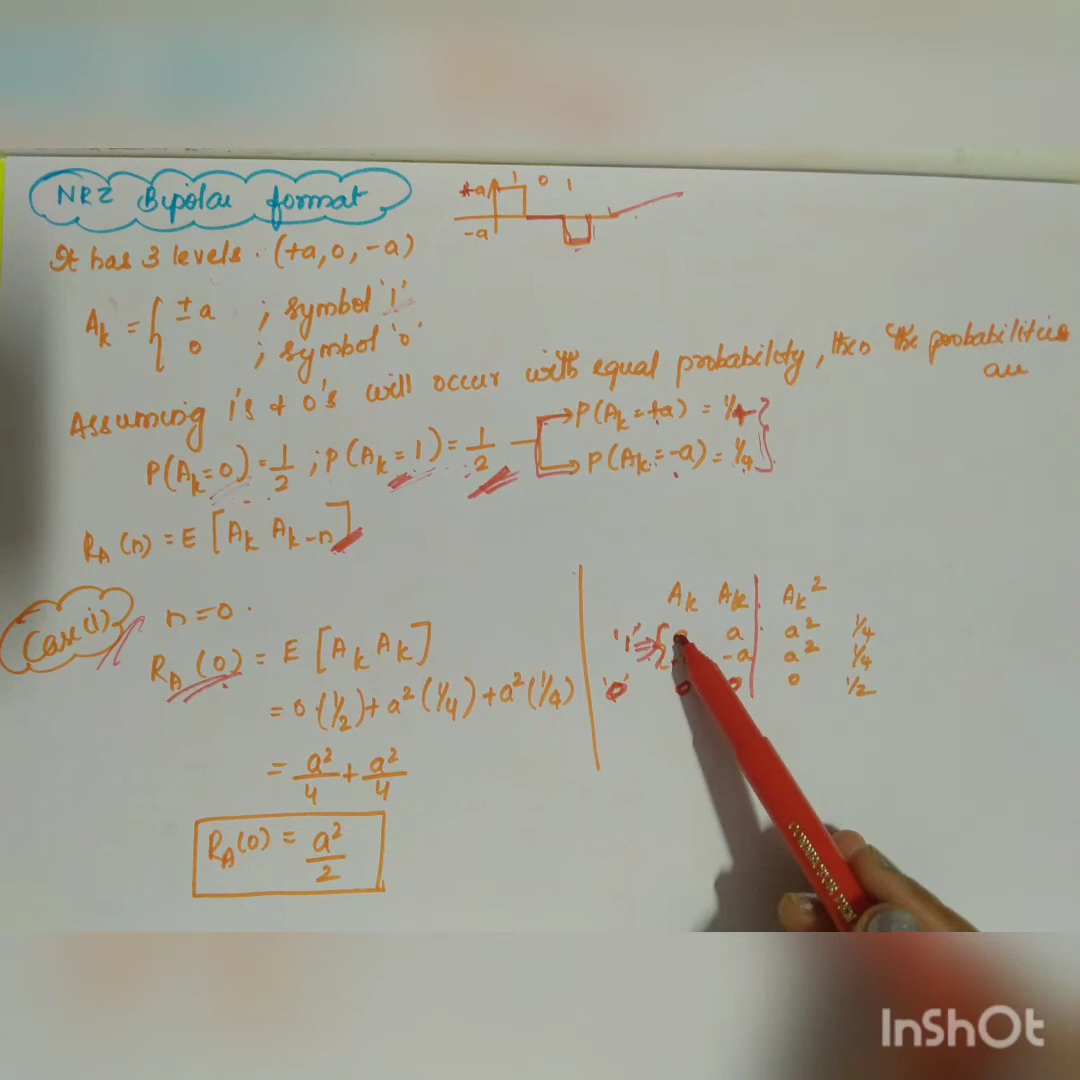 NRZ Bipolar format
+a 1 0 1
-a
It has 3 levels. (+a, 0, -a)
Ak = { ±a ; symbol '1'
0 ; symbol '0'
Assuming 1's & 0's will occur with equal probability, then the probabilities are
P(Ak=0) = 1/2 ; P(Ak=1) = 1/2 → P(Ak=+a) = 1/4
→ P(Ak=-a) = 1/4
RA(n) = E[Ak Ak-n]
Case(i) n=0.
RA(0) = E[Ak Ak]
= 0·(1/2) + a²(1/4) + a²(1/4)
= a²/4 + a²/4
RA(0) = a²/2
Ak Ak Ak²
'1' ⇒ a a² 1/4
-a a² 1/4
'0' 0 0 0 1/2
CONNECTOR PEN
InShOt